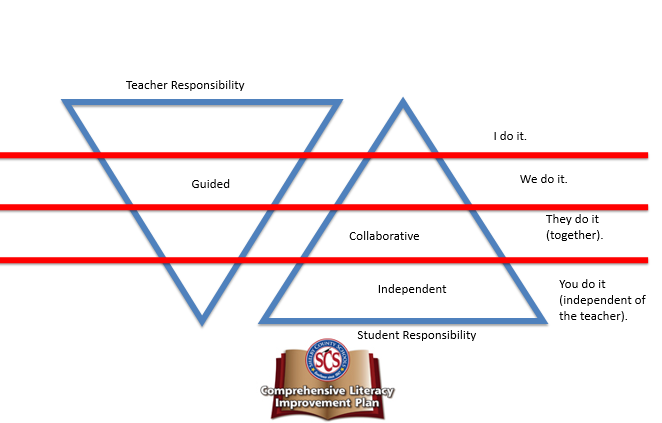 Teacher Responsibility
I do it.
Guided
We do it.
They do it
(together).
Collaborative
You do it
(independent of
the teacher).
Independent
Student Responsibility
SCS
Comprehensive Literacy
Improvement Plan